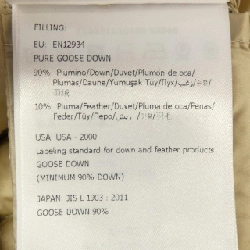 FILLING:
EU: EN12934
PURE GOOSE DOWN
90% Piumino/Down/Duvet/Plumón de oca/
Plumas/Daune/Yumuşak Tüy/Пух/
10% Piuma/Feather/Duvet/Pluma de oca/Penas/
Feder/Tüy/Перо/
USA: USA - 2000
Labeling standard for down and feather products
GOOSE DOWN
(MINIMUM 90% DOWN)
JAPAN: JIS L 1903 : 2011
GOOSE DOWN 90%